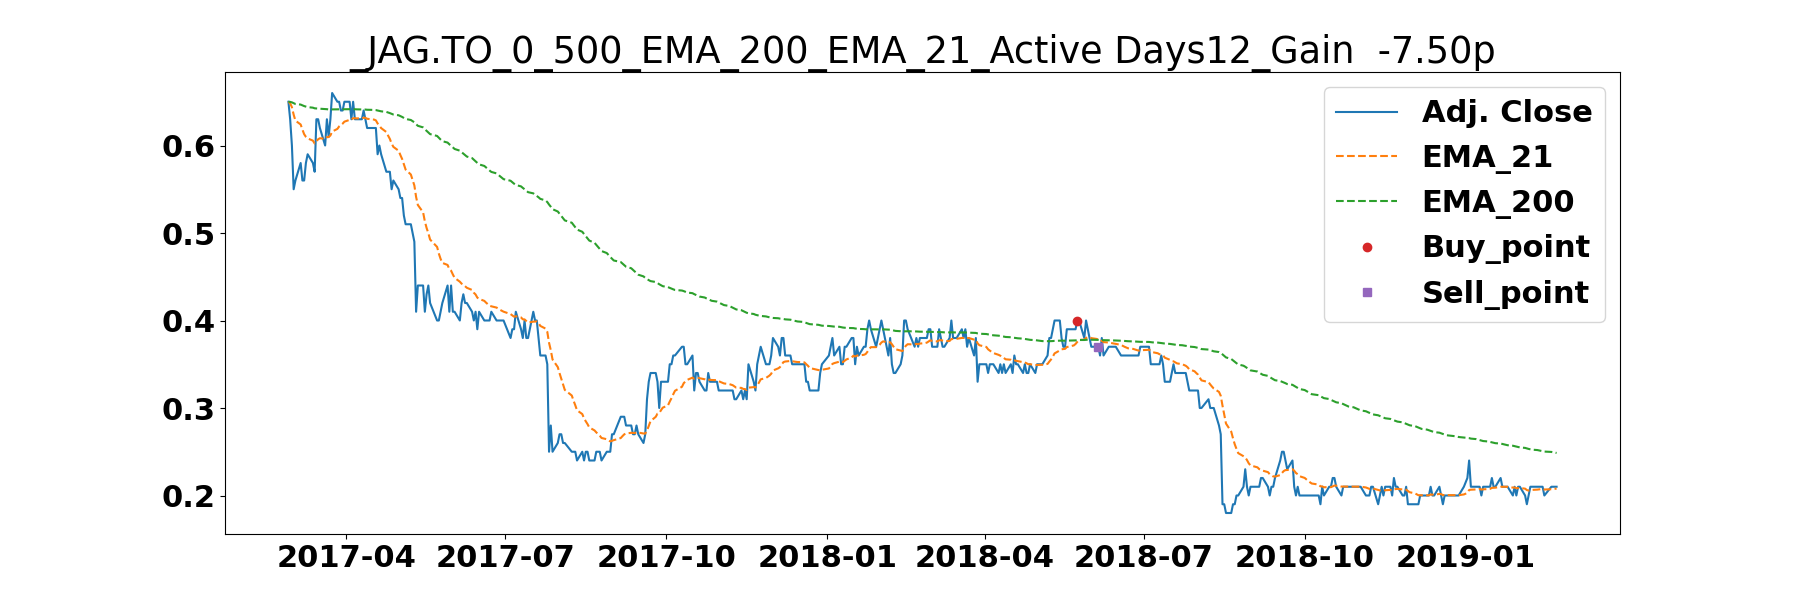 _JAG.TO_0_500_EMA_200_EMA_21_Active Days12_Gain  -7.50p
Adj. Close
EMA_21
EMA_200
Buy_point
Sell_point
0.6
0.5
0.4
0.3
0.2
2017-04 2017-07 2017-10 2018-01 2018-04 2018-07 2018-10 2019-01